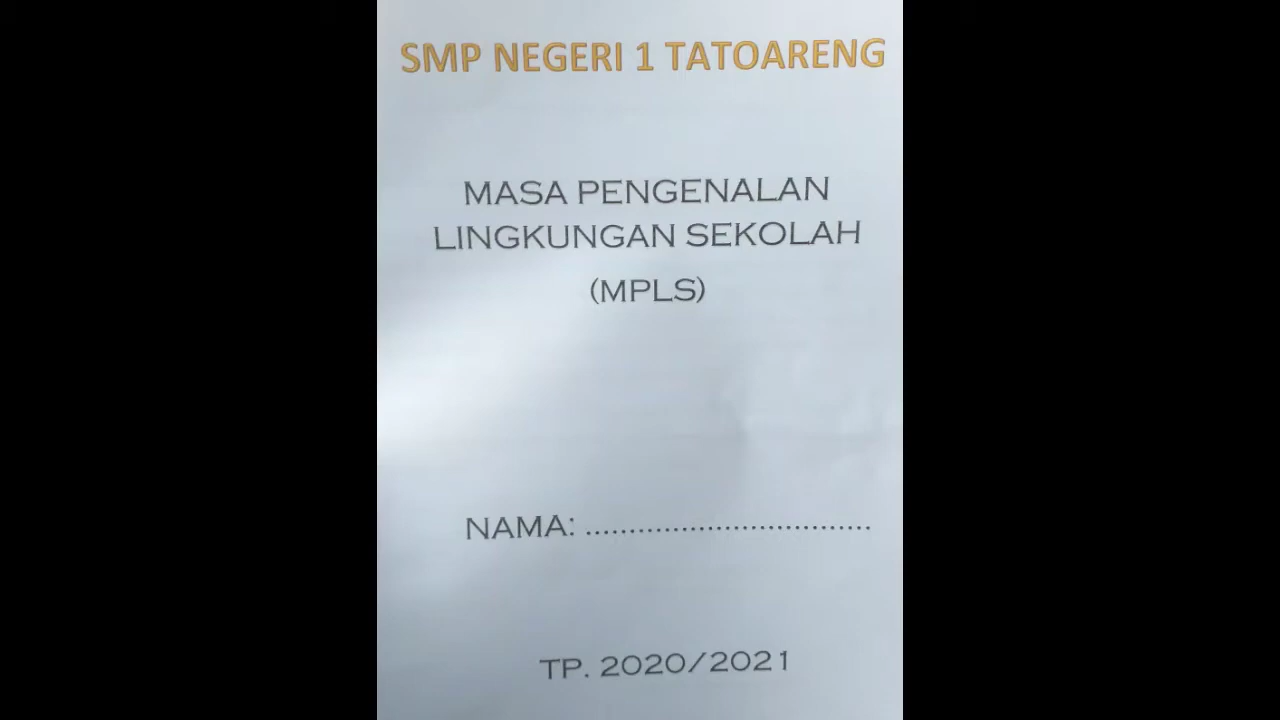 SMP NEGERI 1 TATOARENG
MASA PENGENALAN
LINGKUNGAN SEKOLAH
(MPLS)
NAMA: ................................
TP. 2020/2021